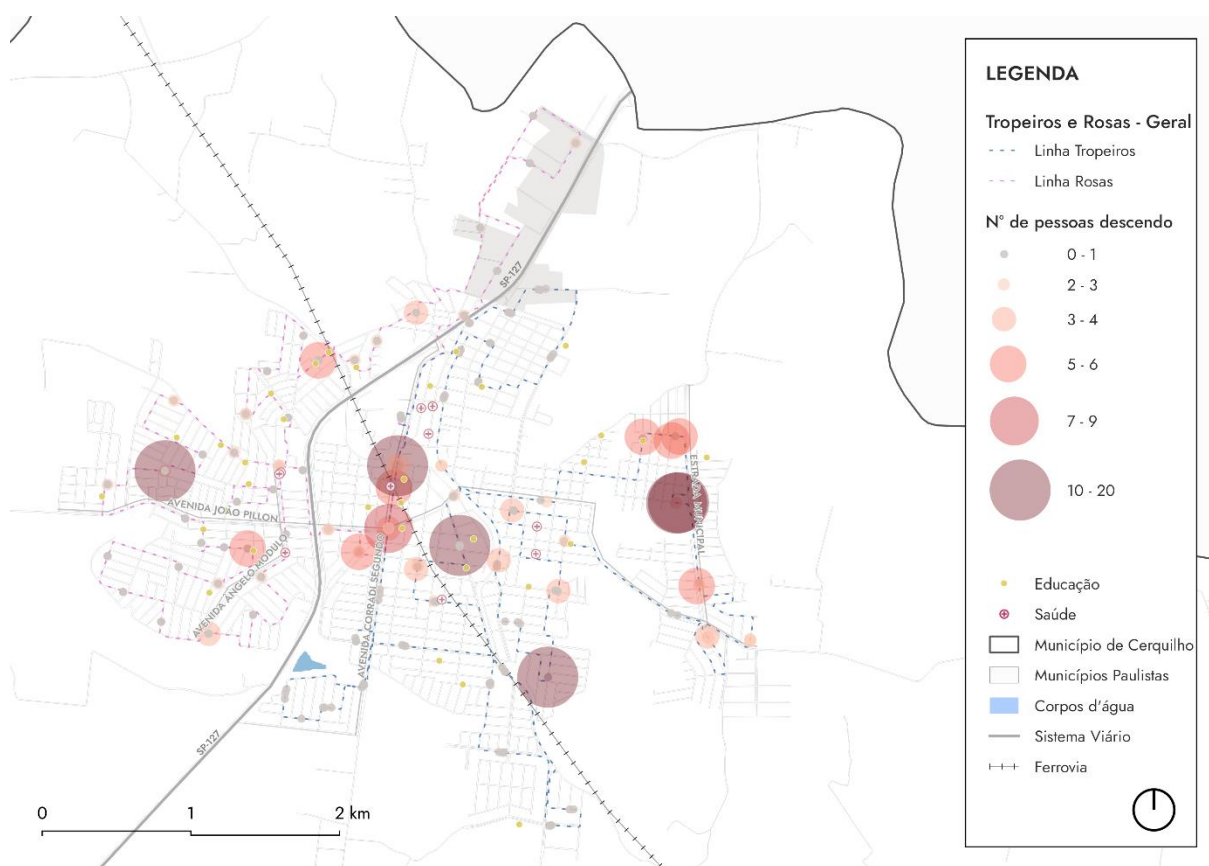 SP-127
AVENIDA JOÃO PILLON
AVENIDA ÂNGELO MÓDULO
AVENIDA CORRADI SEGUNDO
ESTRADA MUNICIPAL
SP-127
0 1 2 km
LEGENDA
Tropeiros e Rosas - Geral
Linha Tropeiros
Linha Rosas
N° de pessoas descendo
0 - 1
2 - 3
3 - 4
5 - 6
7 - 9
10 - 20
Educação
Saúde
Município de Cerquilho
Municípios Paulistas
Corpos d'água
Sistema Viário
Ferrovia